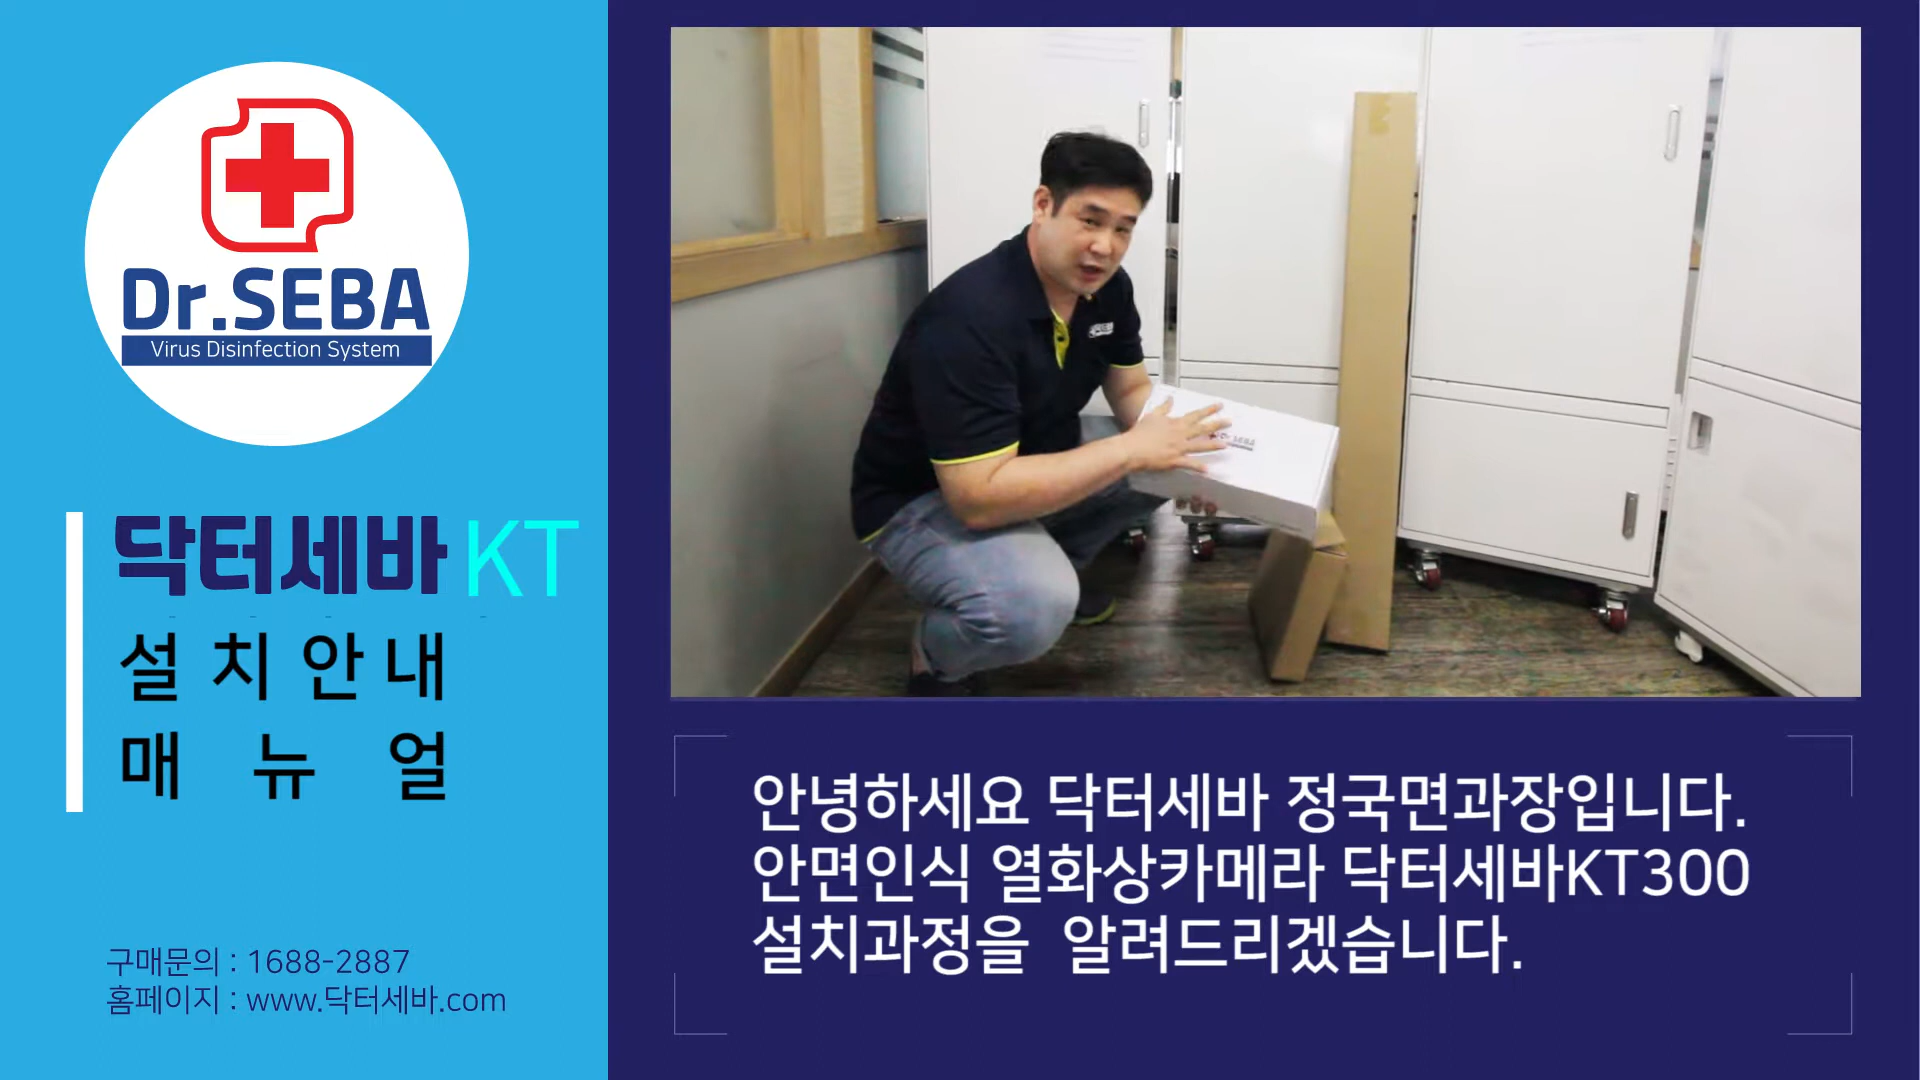 Dr.SEBA
Virus Disinfection System
닥터세바 KT
설치안내
매뉴얼
구매문의 : 1688-2887
홈페이지 : www.닥터세바.com
Dr.SEBA
안녕하세요 닥터세바 정국면과장입니다.
안면인식 열화상카메라 닥터세바KT300
설치과정을 알려드리겠습니다.